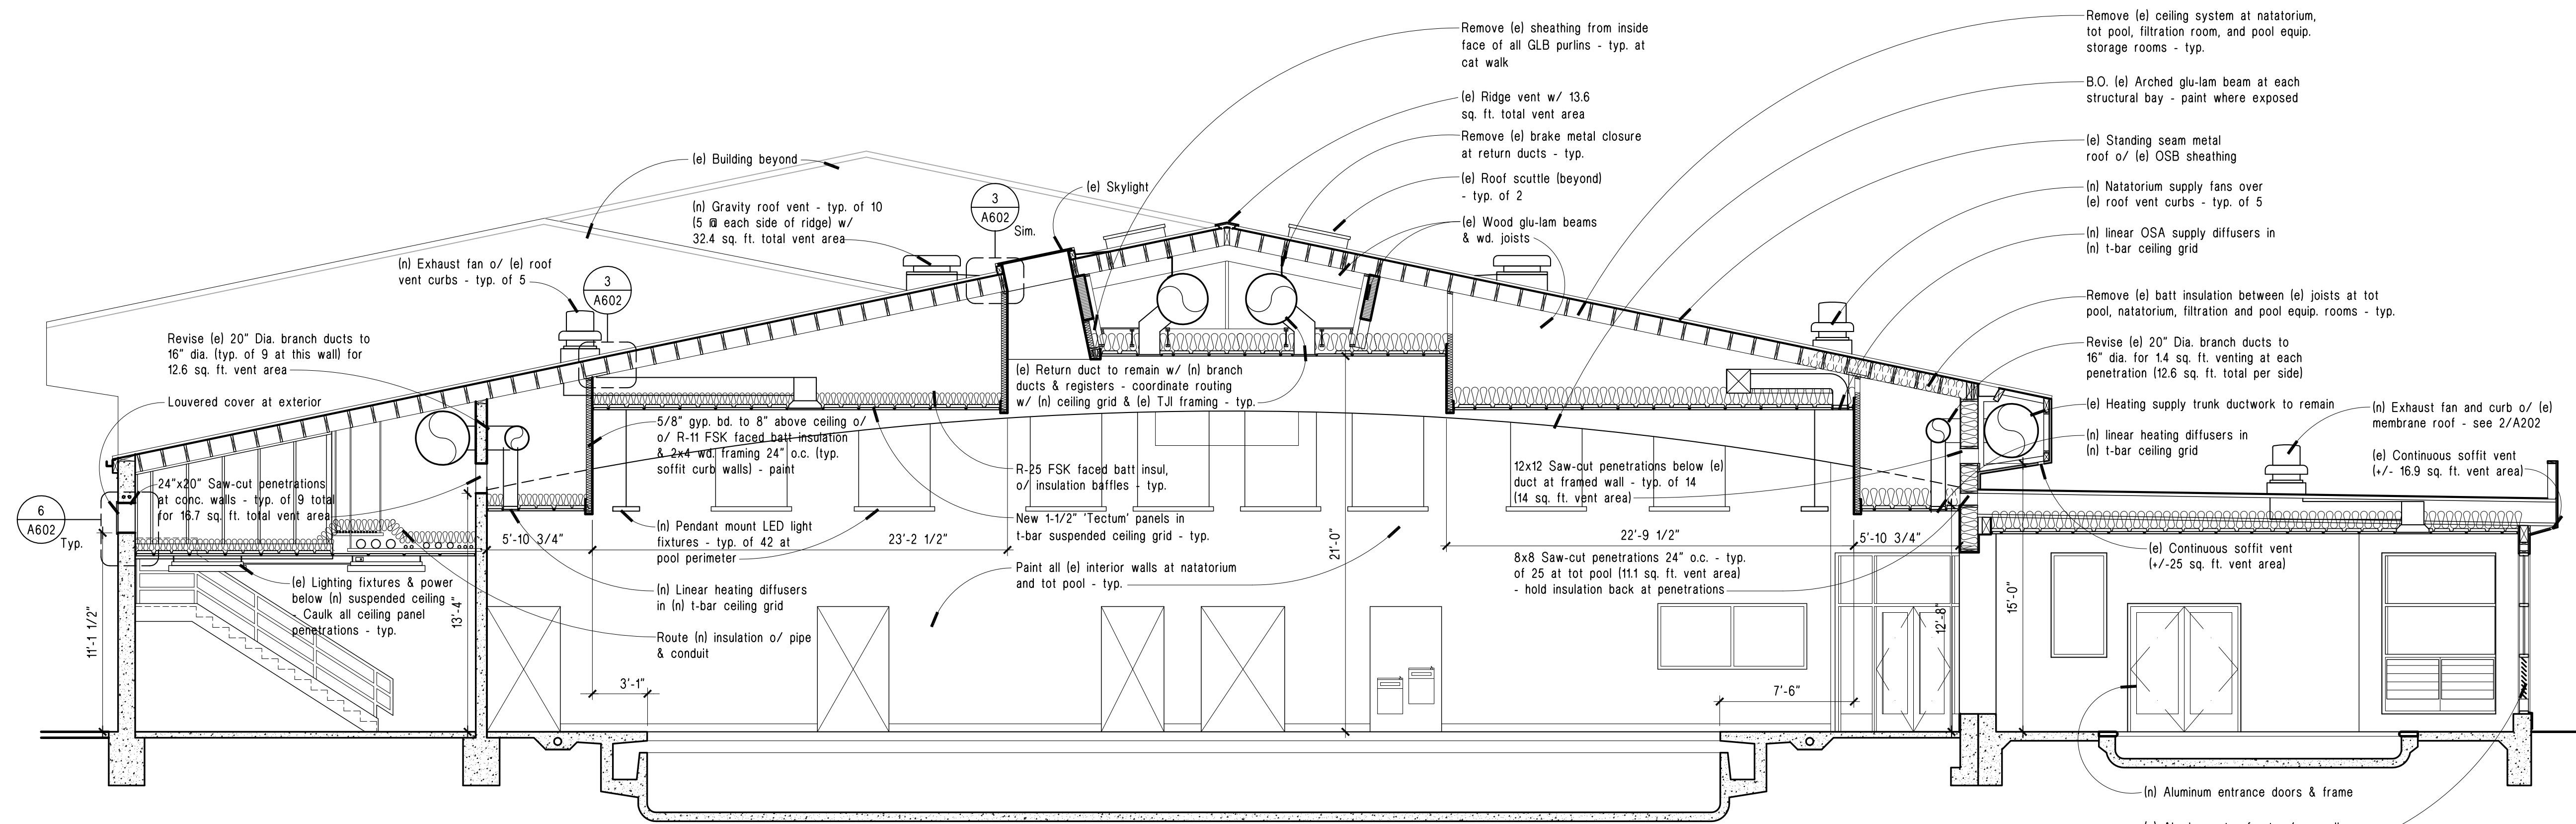 Remove (e) sheathing from inside
face of all GLB purlins - typ. at
cat walk
(e) Ridge vent w/ 13.6
sq. ft. total vent area
Remove (e) brake metal closure
at return ducts - typ.
(e) Roof scuttle (beyond)
- typ. of 2
(e) Wood glu-lam beams
& wd. joists
Remove (e) ceiling system at natatorium,
tot pool, filtration room, and pool equip.
storage rooms - typ.
B.O. (e) Arched glu-lam beam at each
structural bay - paint where exposed
(e) Standing seam metal
roof o/ (e) OSB sheathing
(n) Natatorium supply fans over
(e) roof vent curbs - typ. of 5
(n) linear OSA supply diffusers in
(n) t-bar ceiling grid
Remove (e) batt insulation between (e) joists at tot
pool, natatorium, filtration and pool equip. rooms - typ.
Revise (e) 20" Dia. branch ducts to
16" dia. for 1.4 sq. ft. venting at each
penetration (12.6 sq. ft. total per side)
(e) Heating supply trunk ductwork to remain
(n) linear heating diffusers in
(n) t-bar ceiling grid
(n) Exhaust fan and curb o/ (e)
membrane roof - see 2/A202
(e) Continuous soffit vent
(+/- 16.9 sq. ft. vent area)
(e) Building beyond
(e) Skylight
(n) Gravity roof vent - typ. of 10
(5 @ each side of ridge) w/
32.4 sq. ft. total vent area
3
A602
Sim.
(n) Exhaust fan o/ (e) roof
vent curbs - typ. of 5
3
A602
Revise (e) 20" Dia. branch ducts to
16" dia. (typ. of 9 at this wall) for
12.6 sq. ft. vent area
Louvered cover at exterior
24"x20" Saw-cut penetrations
at conc. walls - typ. of 9 total
for 16.7 sq. ft. total vent area
6
A602
Typ.
(e) Return duct to remain w/ (n) branch
ducts & registers - coordinate routing
w/ (n) ceiling grid & (e) TJI framing - typ.
5/8" gyp. bd. to 8" above ceiling o/
o/ R-11 FSK faced batt insulation
& 2x4 wd. framing 24" o.c. (typ.
soffit curb walls) - paint
R-25 FSK faced batt insul,
o/ insulation baffles - typ.
New 1-1/2" 'Tectum' panels in
t-bar suspended ceiling grid - typ.
12x12 Saw-cut penetrations below (e)
duct at framed wall - typ. of 14
(14 sq. ft. vent area)
(n) Pendant mount LED light
fixtures - typ. of 42 at
pool perimeter
5'-10 3/4"
23'-2 1/2"
21'-0"
22'-9 1/2"
5'-10 3/4"
8x8 Saw-cut penetrations 24" o.c. - typ.
of 25 at tot pool (11.1 sq. ft. vent area)
- hold insulation back at penetrations
(e) Continuous soffit vent
(+/-25 sq. ft. vent area)
Paint all (e) interior walls at natatorium
and tot pool - typ.
(e) Lighting fixtures & power
below (n) suspended ceiling
- Caulk all ceiling panel
penetrations - typ.
(n) Linear heating diffusers
in (n) t-bar ceiling grid
Route (n) insulation o/ pipe
& conduit
11'-1 1/2"
13'-4"
12'-8"
15'-0"
3'-1"
7'-6"
(n) Aluminum entrance doors & frame